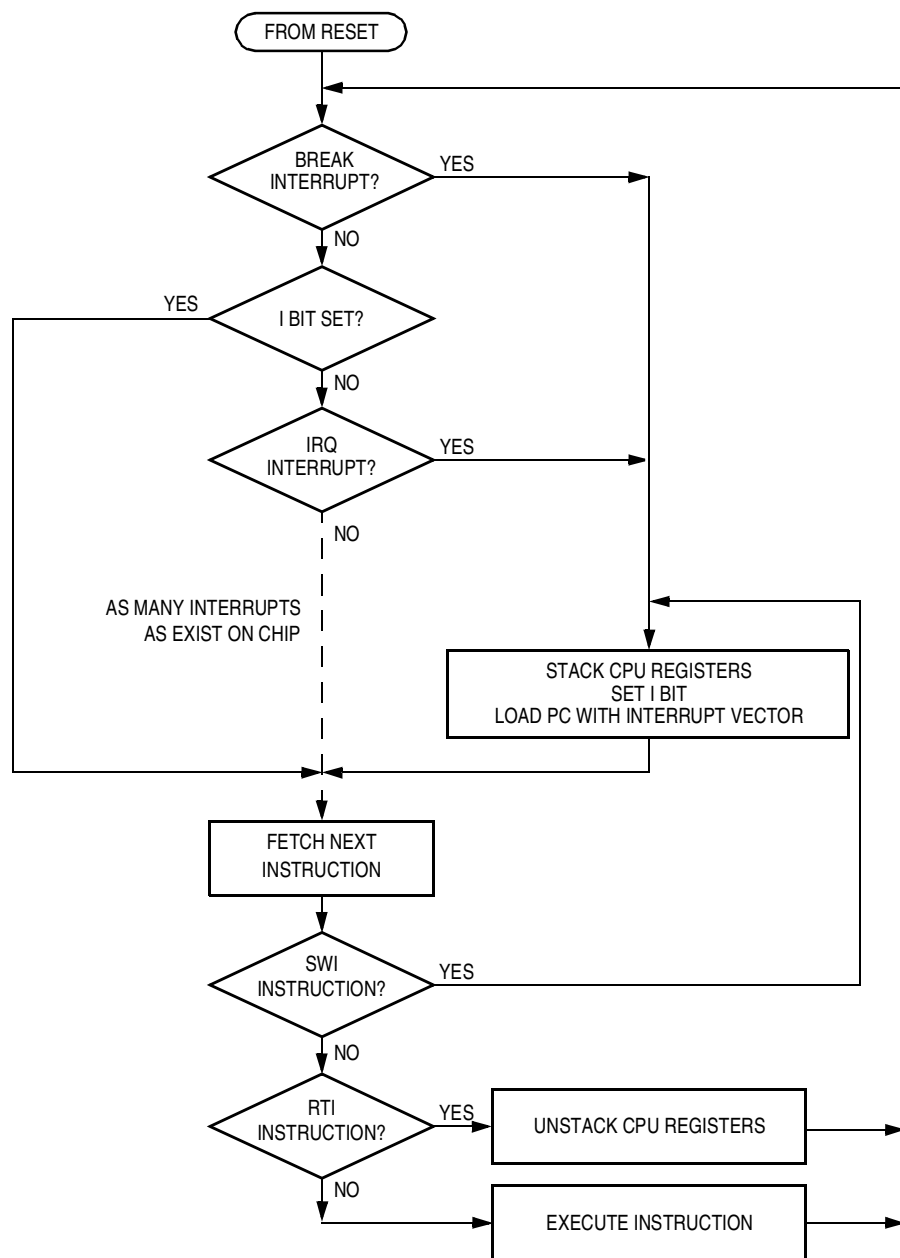 FROM RESET
BREAK
INTERRUPT?
YES
NO
YES
I BIT SET?
NO
IRQ
INTERRUPT?
YES
NO
AS MANY INTERRUPTS
AS EXIST ON CHIP
STACK CPU REGISTERS
SET I BIT
LOAD PC WITH INTERRUPT VECTOR
FETCH NEXT
INSTRUCTION
SWI
INSTRUCTION?
YES
NO
RTI
INSTRUCTION?
YES
UNSTACK CPU REGISTERS
NO
EXECUTE INSTRUCTION